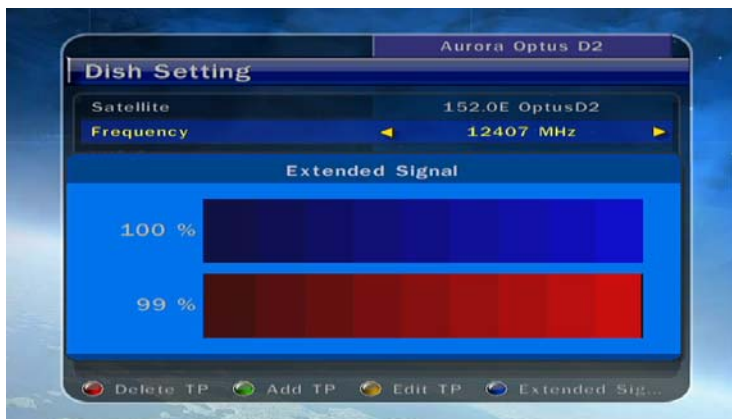 Aurora Optus D2
Dish Setting
Satellite 152.0E OptusD2
Frequency 12407 MHz
Extended Signal
100 %
99 %
Delete TP Add TP Edit TP Extended Sig...